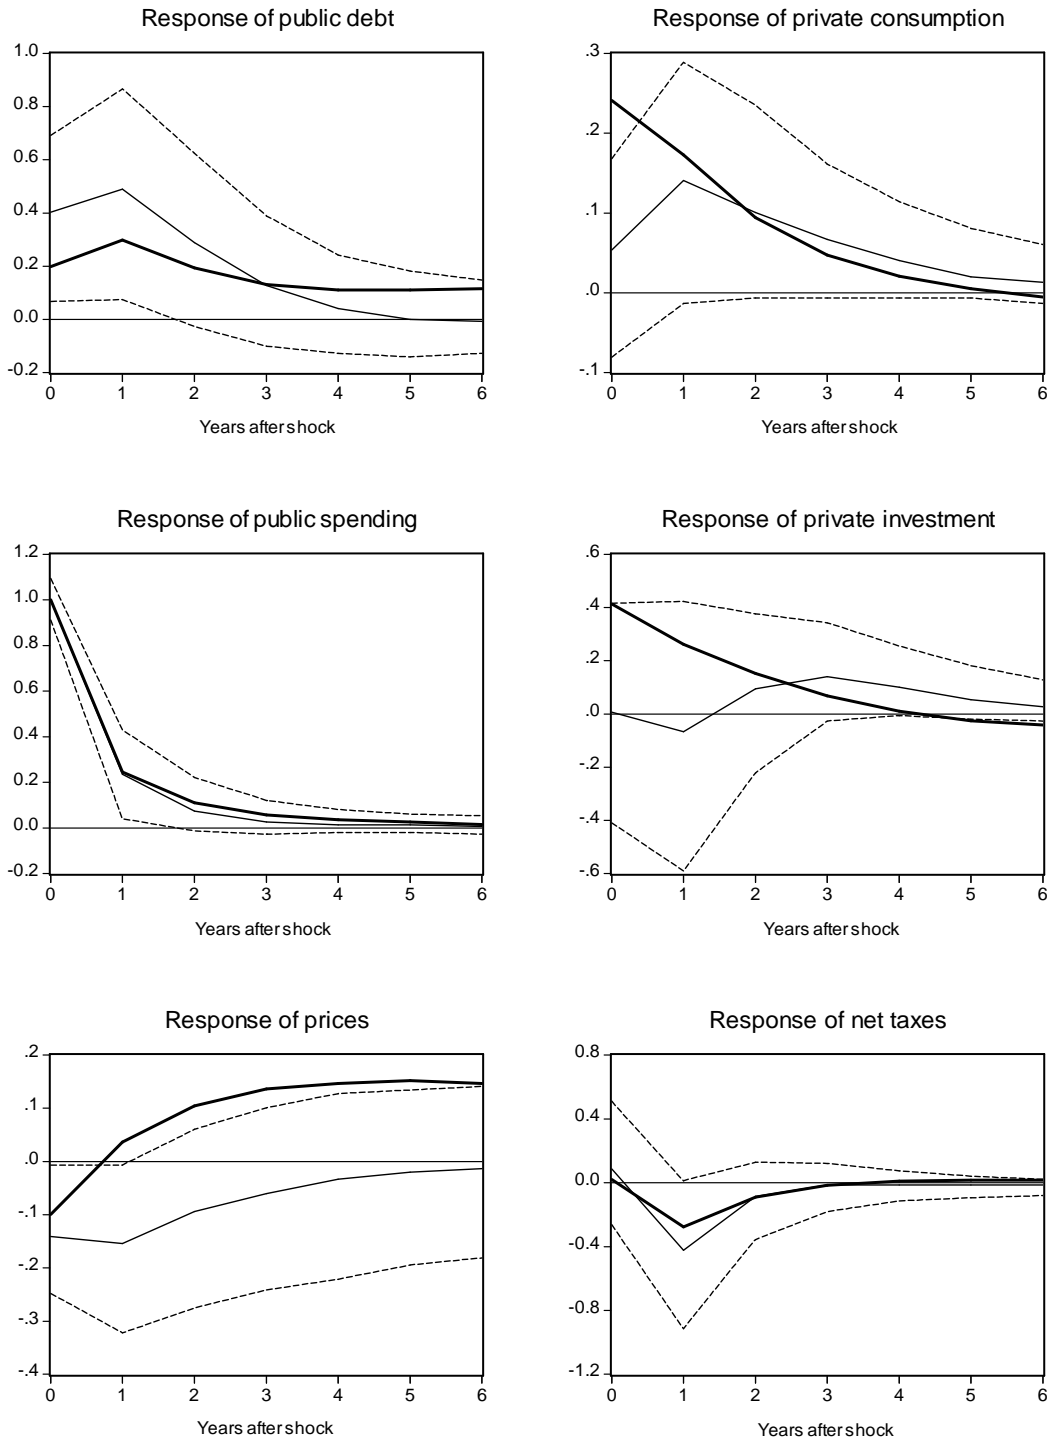 Response of public debt
1.0
0.8
0.6
0.4
0.2
0.0
-0.2
0 1 2 3 4 5 6
Years after shock
Response of private consumption
.3
.2
.1
.0
-.1
0 1 2 3 4 5 6
Years after shock
Response of public spending
1.2
1.0
0.8
0.6
0.4
0.2
0.0
-0.2
0 1 2 3 4 5 6
Years after shock
Response of private investment
.6
.4
.2
.0
-.2
-.4
-.6
0 1 2 3 4 5 6
Years after shock
Response of prices
.2
.1
.0
-.1
-.2
-.3
-.4
0 1 2 3 4 5 6
Years after shock
Response of net taxes
0.8
0.4
0.0
-0.4
-0.8
-1.2
0 1 2 3 4 5 6
Years after shock